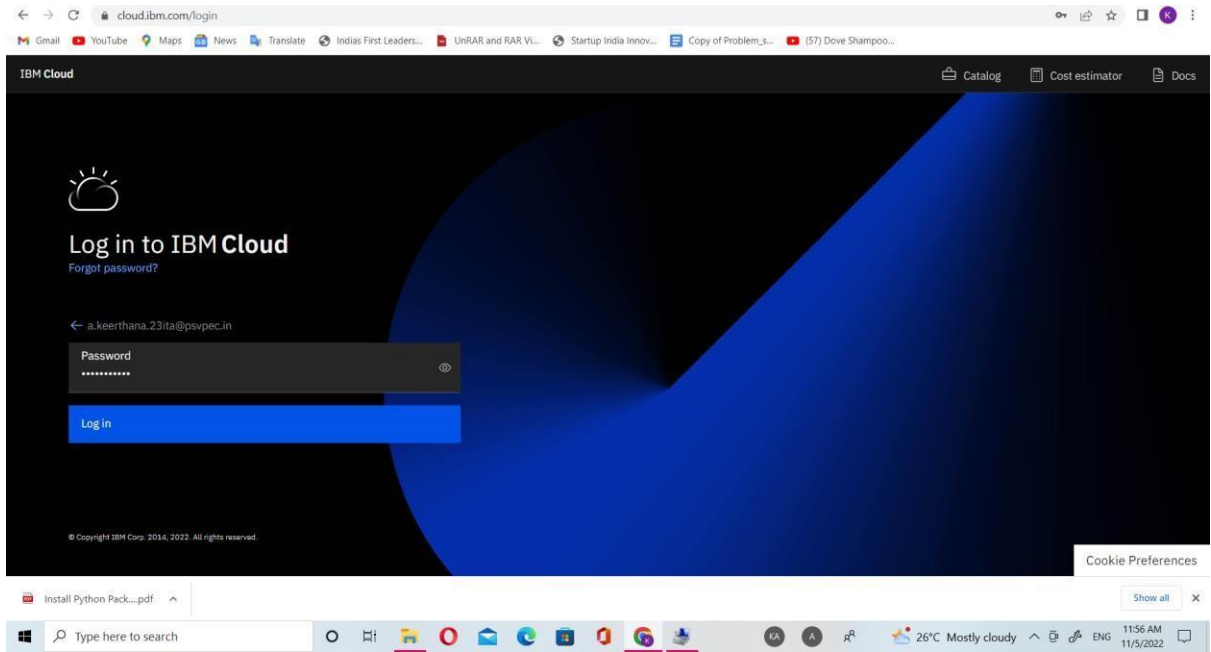 cloud.ibm.com/login
K
Gmail YouTube Maps News Translate Indias First Leaders... UnRAR and RAR Vi... Startup India Innov... Copy of Problem_s... (57) Dove Shampoo...
IBM Cloud Catalog Cost estimator Docs
Log in to IBM Cloud
Forgot password?
← a.keerthana.23ita@psvpec.in
Password
•••••••••••
Log in
© Copyright IBM Corp. 2014, 2022. All rights reserved.
Cookie Preferences
Install Python Pack....pdf Show all
Type here to search KA A 26°C Mostly cloudy ENG 11:56 AM
11/5/2022